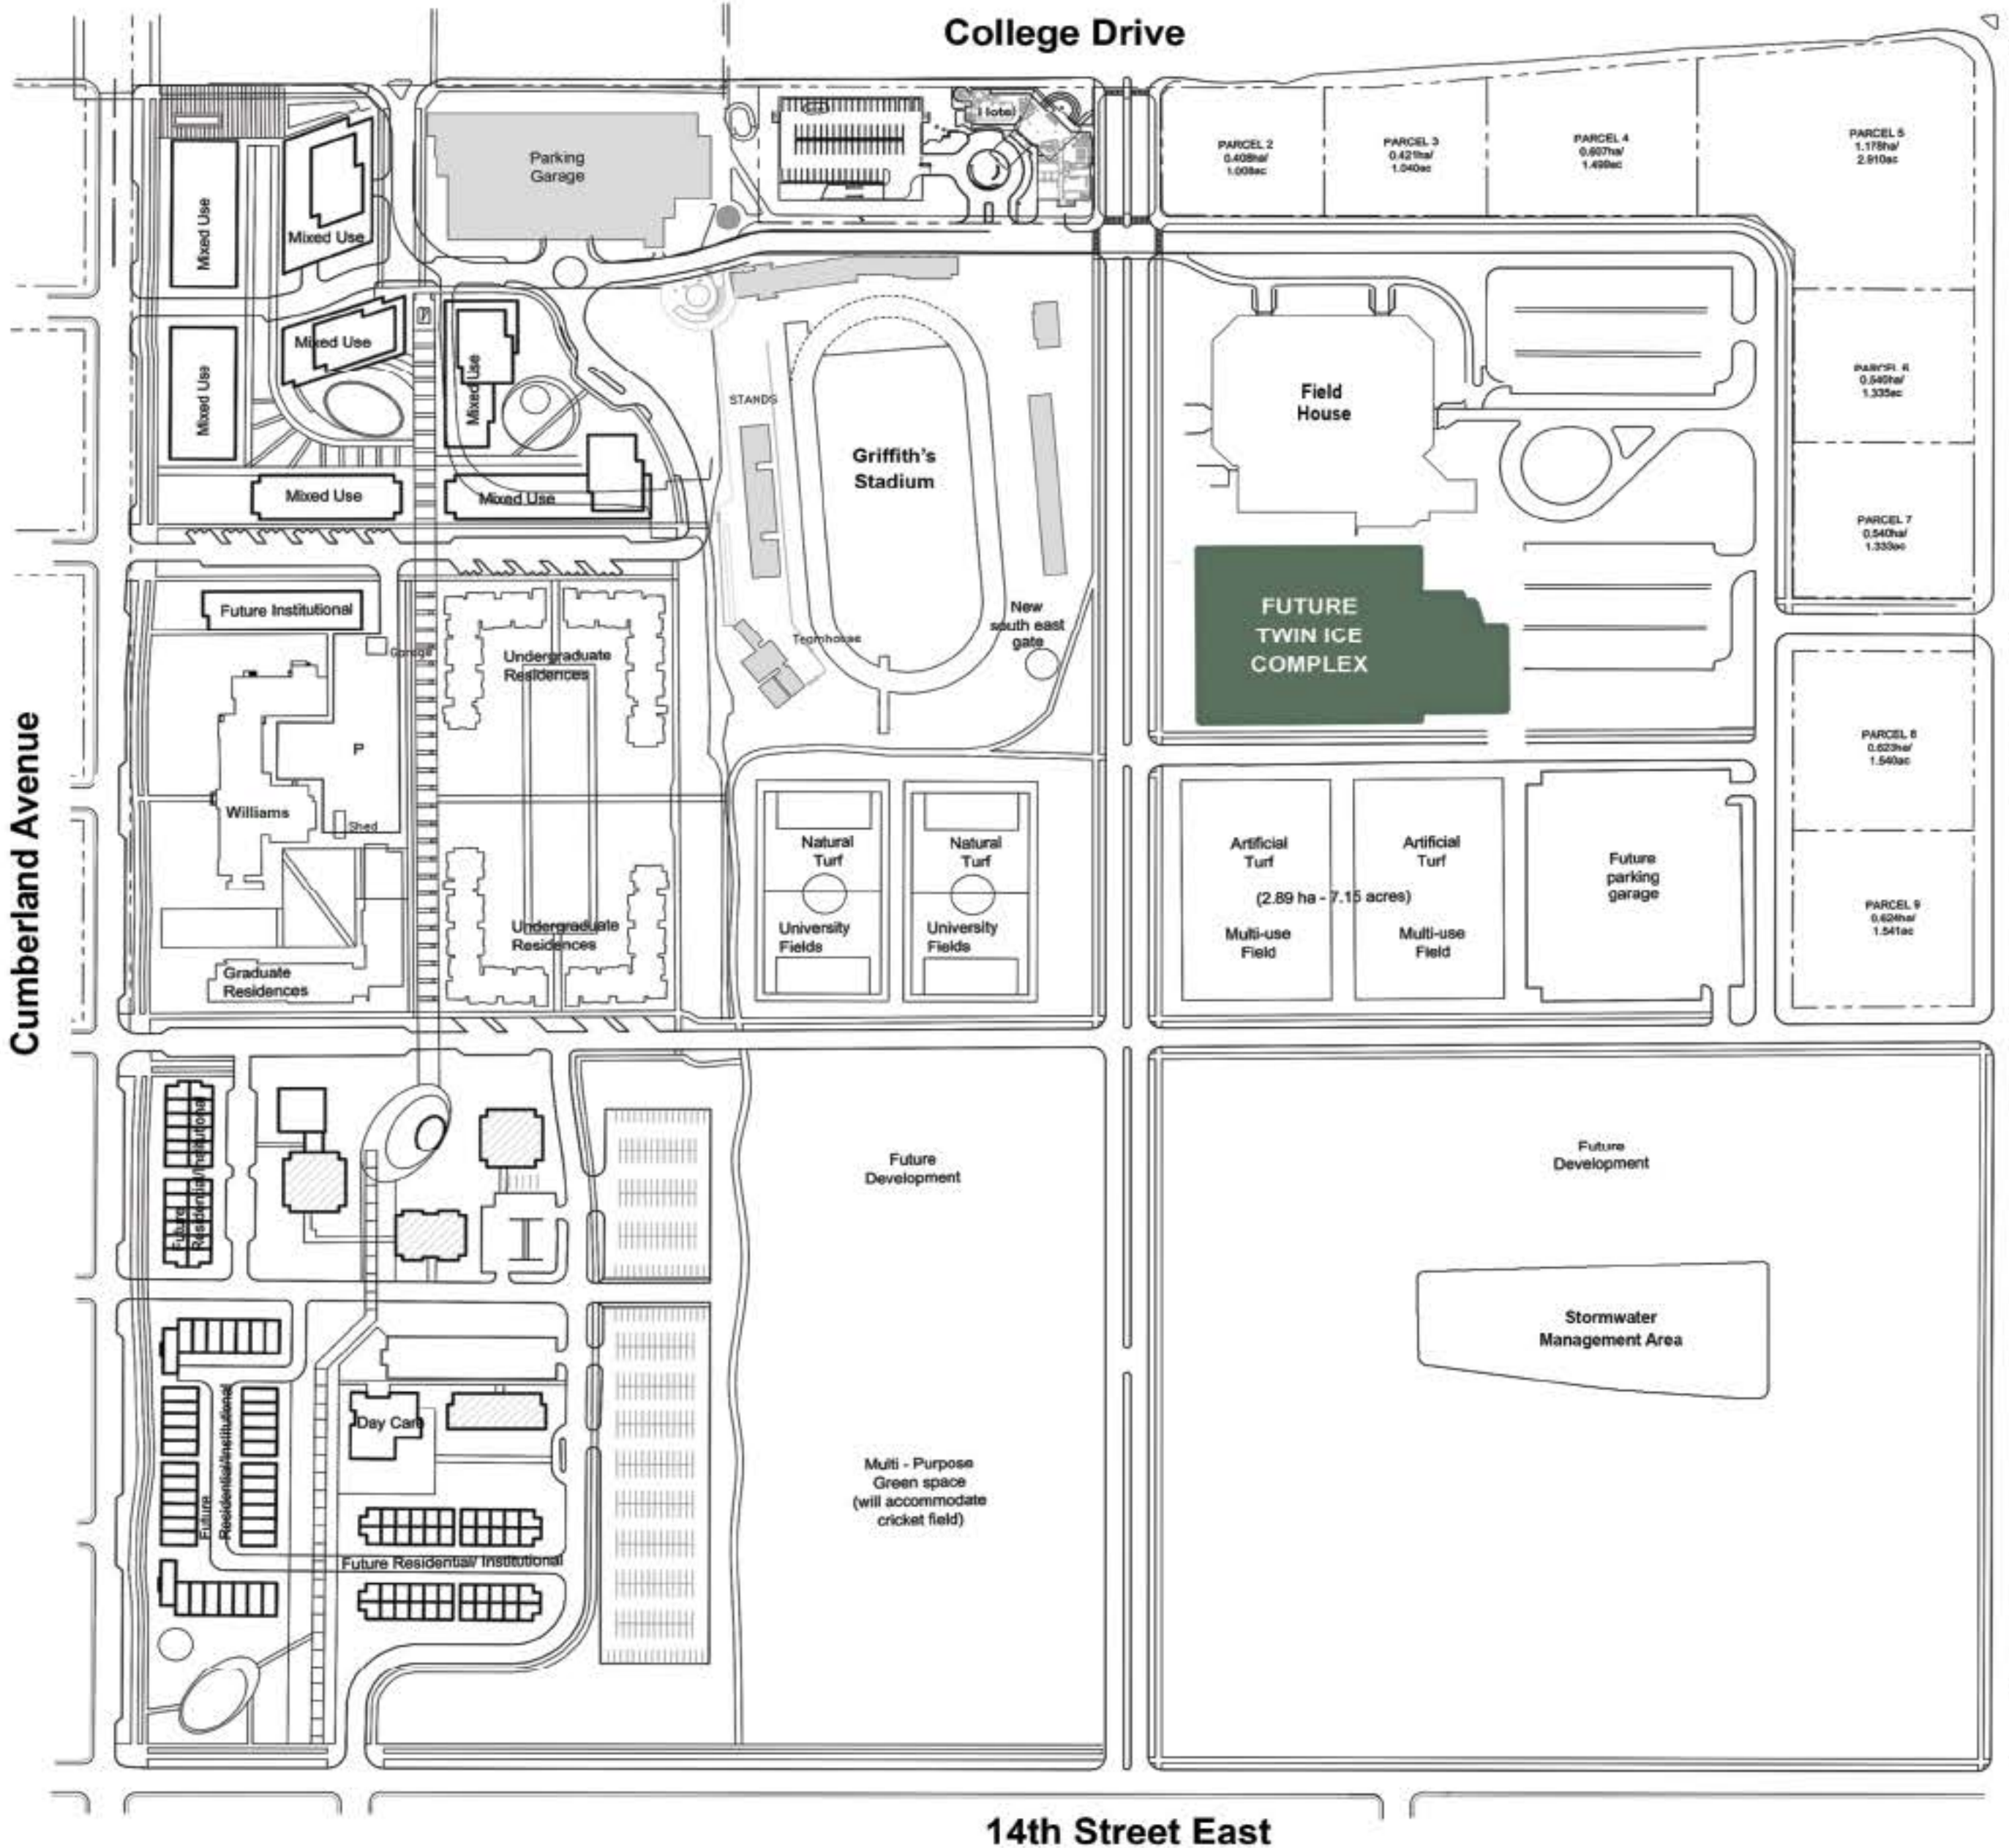 College Drive
Hotel
Parking
Garage
PARCEL 2
0.408ha/
1.008ac
PARCEL 3
0.421ha/
1.040ac
PARCEL 4
0.607ha/
1.499ac
PARCEL 5
1.178ha/
2.910ac
Mixed Use
Mixed Use
Mixed Use
Mixed Use
Mixed Use
Mixed Use
Mixed Use
STANDS
Griffith's
Stadium
Field
House
PARCEL 6
0.540ha/
1.335ac
PARCEL 7
0.540ha/
1.333ac
Future Institutional
Garage
Undergraduate
Residences
Teamhouse
New
south east
gate
FUTURE
TWIN ICE
COMPLEX
P
Williams
Shed
PARCEL 8
0.623ha/
1.540ac
Cumberland Avenue
Natural
Turf
University
Fields
Natural
Turf
University
Fields
Artificial
Turf
Artificial
Turf
(2.89 ha - 7.15 acres)
Multi-use
Field
Multi-use
Field
Future
parking
garage
PARCEL 9
0.624ha/
1.541ac
Undergraduate
Residences
Graduate
Residences
Future
Residential/Institutional
Future
Development
Future
Development
Stormwater
Management Area
Day Care
Future
Residential/Institutional
Multi - Purpose
Green space
(will accommodate
cricket field)
Future Residential/ Institutional
14th Street East